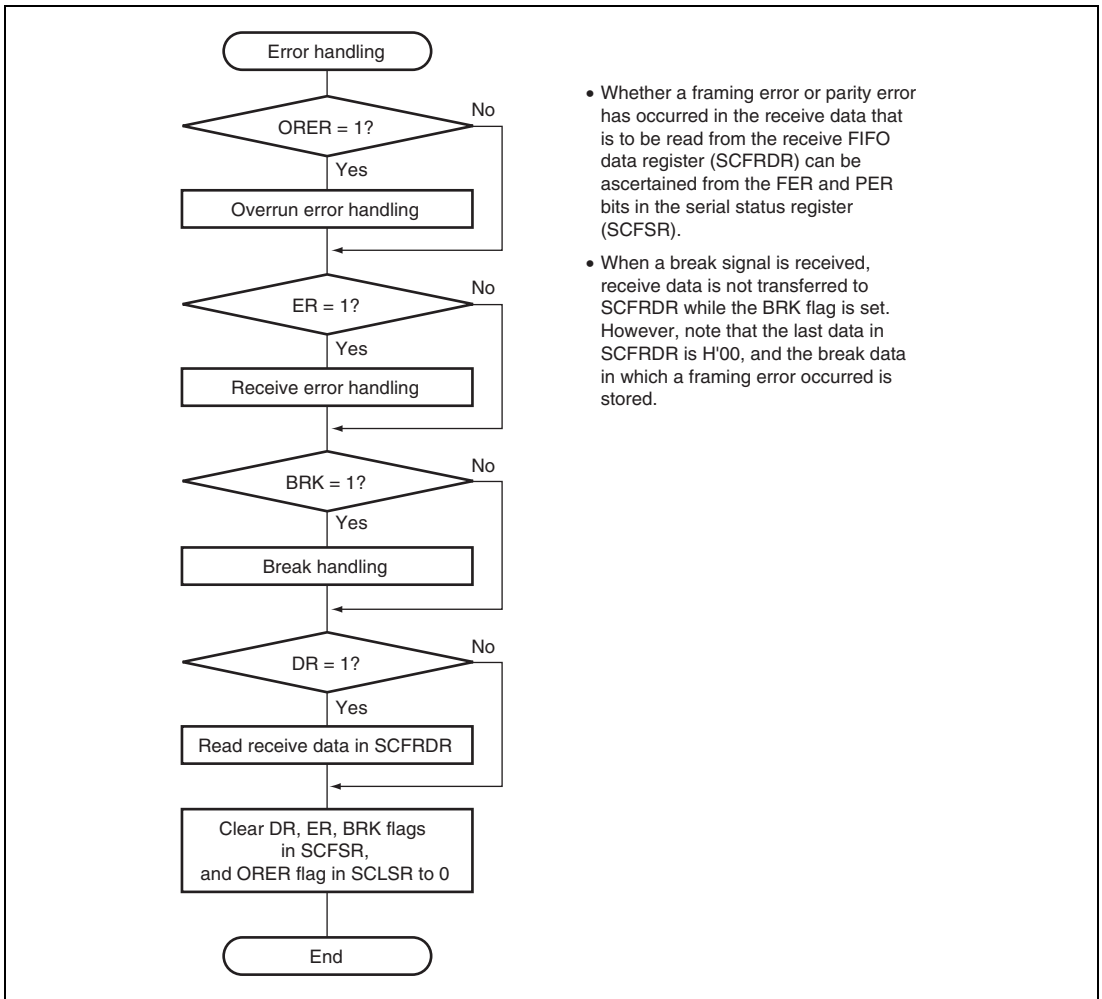 Error handling
No
ORER = 1?
Yes
Overrun error handling
No
ER = 1?
Yes
Receive error handling
No
BRK = 1?
Yes
Break handling
No
DR = 1?
Yes
Read receive data in SCFRDR
Clear DR, ER, BRK flags
in SCFSR,
and ORER flag in SCLSR to 0
End
• Whether a framing error or parity error
has occurred in the receive data that
is to be read from the receive FIFO
data register (SCFRDR) can be
ascertained from the FER and PER
bits in the serial status register
(SCFSR).
• When a break signal is received,
receive data is not transferred to
SCFRDR while the BRK flag is set.
However, note that the last data in
SCFRDR is H'00, and the break data
in which a framing error occurred is
stored.